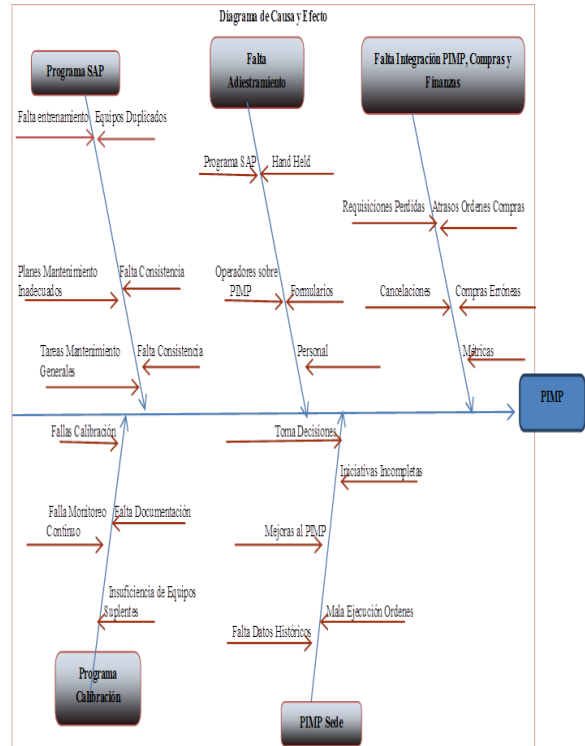 Diagrama de Causa y Efecto
Programa SAP
Falta
Adiestramiento
Falta Integración PIMP, Compras y
Finanzas
Falta entrenamiento
Equipos Duplicados
Programa SAP
Hand Held
Requisiciones Perdidas
Atrasos Ordenes Compras
Planes Mantenimiento
Inadecuados
Falta Consistencia
Operadores sobre
PIMP
Formularios
Cancelaciones
Compras Erróneas
Tareas Mantenimiento
Generales
Falta Consistencia
Personal
Métricas
PIMP
Fallas Calibración
Toma Decisiones
Iniciativas Incompletas
Falla Monitoreo
Continuo
Falta Documentación
Mejoras al PIMP
Insuficiencia de Equipos
Suplentes
Mala Ejecución Ordenes
Falta Datos Históricos
Programa
Calibración
PIMP Sede